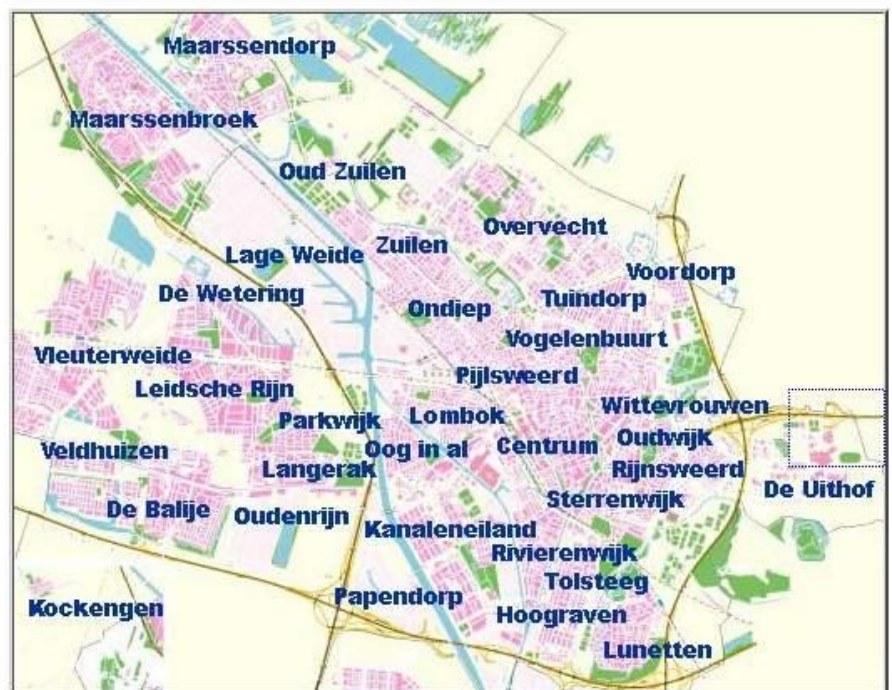 Maarssendorp
Maarssenbroek
Oud Zuilen
Overvecht
Zuilen
Lage Weide
Voordorp
De Wetering
Tuindorp
Ondiep
Vogelenbuurt
Vleuterweide
Pijlsweerd
Leidsche Rijn
Wittevrouwen
Parkwijk
Lombok
Oudwijk
Centrum
Veldhuizen
Oog in al
Langerak
Rijnsweerd
De Uithof
Sterrenwijk
De Balije
Oudenrijn
Kanaleneiland
Rivierenwijk
Tolsteeg
Papendorp
Kockengen
Hoograven
Lunetten